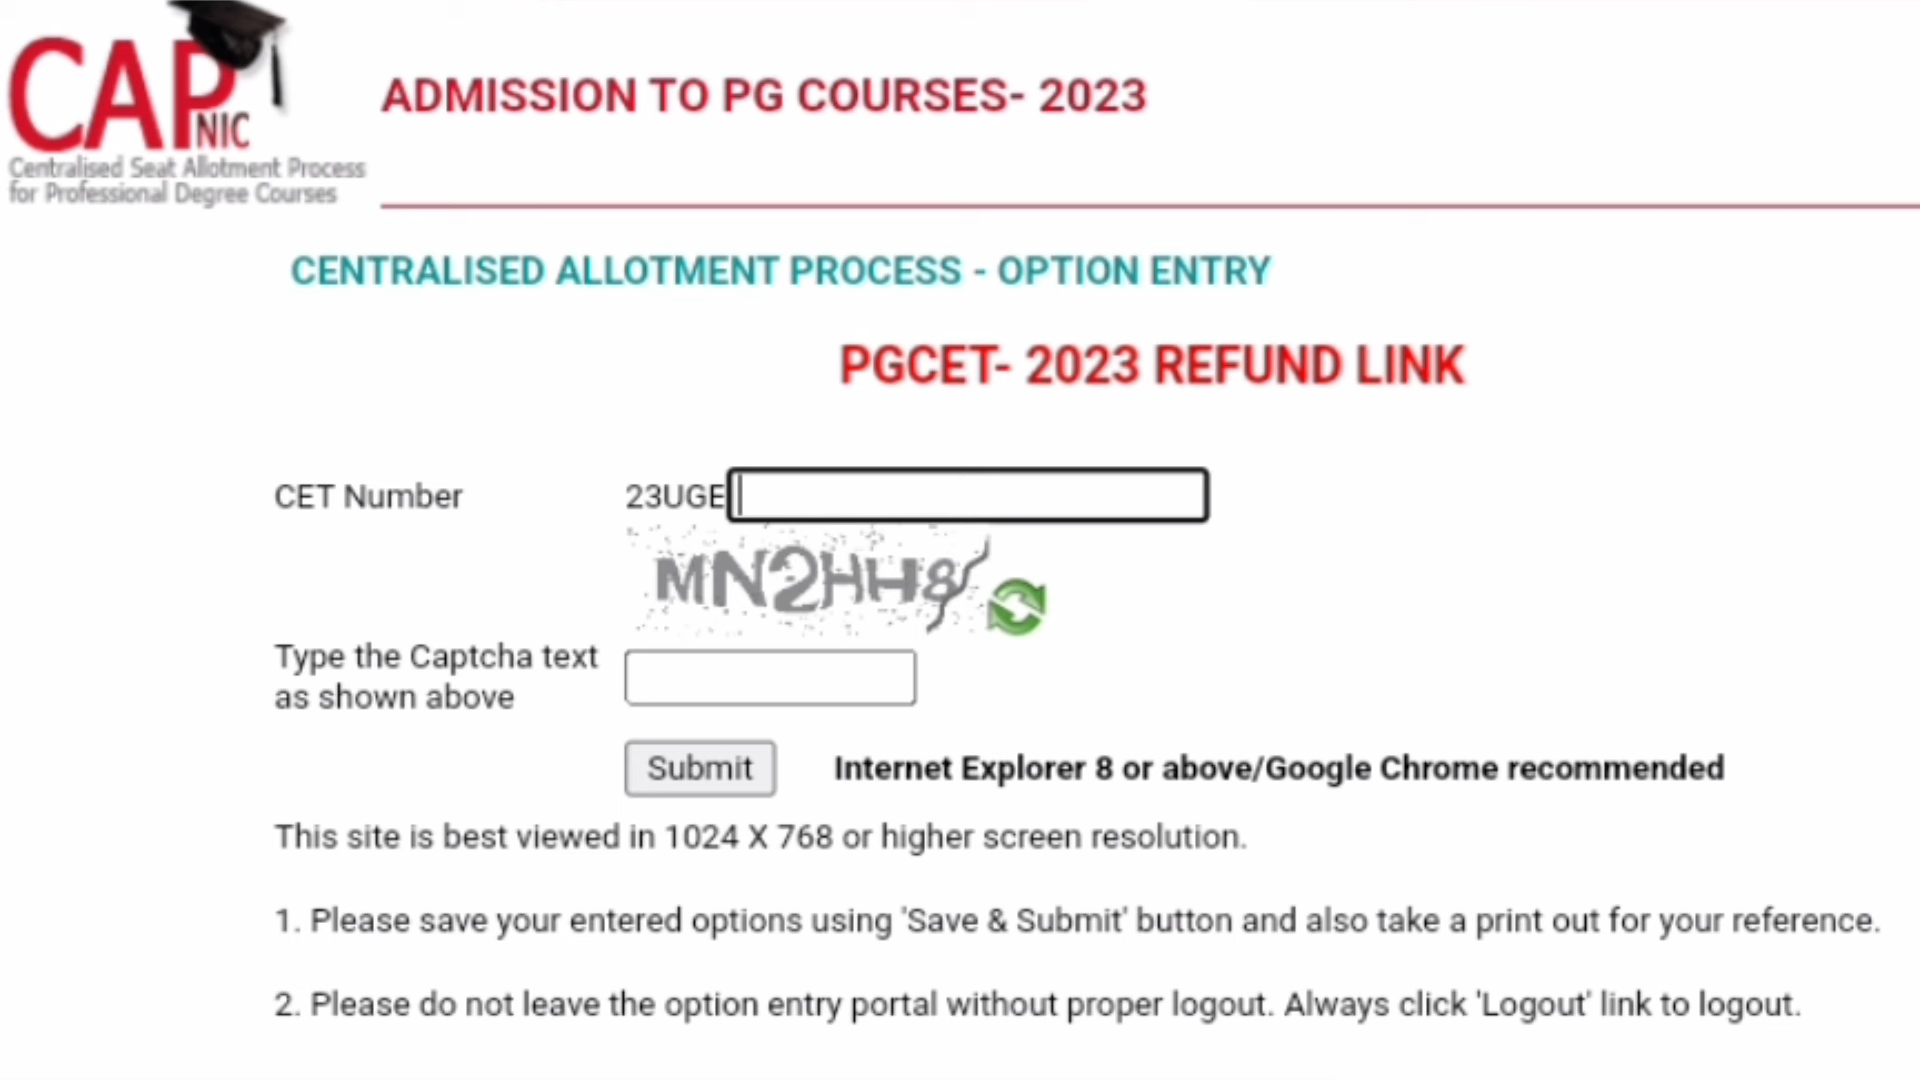 CAP
NIC
Centralised Seat Allotment Process
for Professional Degree Courses
ADMISSION TO PG COURSES- 2023
CENTRALISED ALLOTMENT PROCESS - OPTION ENTRY
PGCET- 2023 REFUND LINK
CET Number 23UGE
MN2HH8
Type the Captcha text
as shown above
Submit Internet Explorer 8 or above/Google Chrome recommended
This site is best viewed in 1024 X 768 or higher screen resolution.
1. Please save your entered options using 'Save & Submit' button and also take a print out for your reference.
2. Please do not leave the option entry portal without proper logout. Always click 'Logout' link to logout.